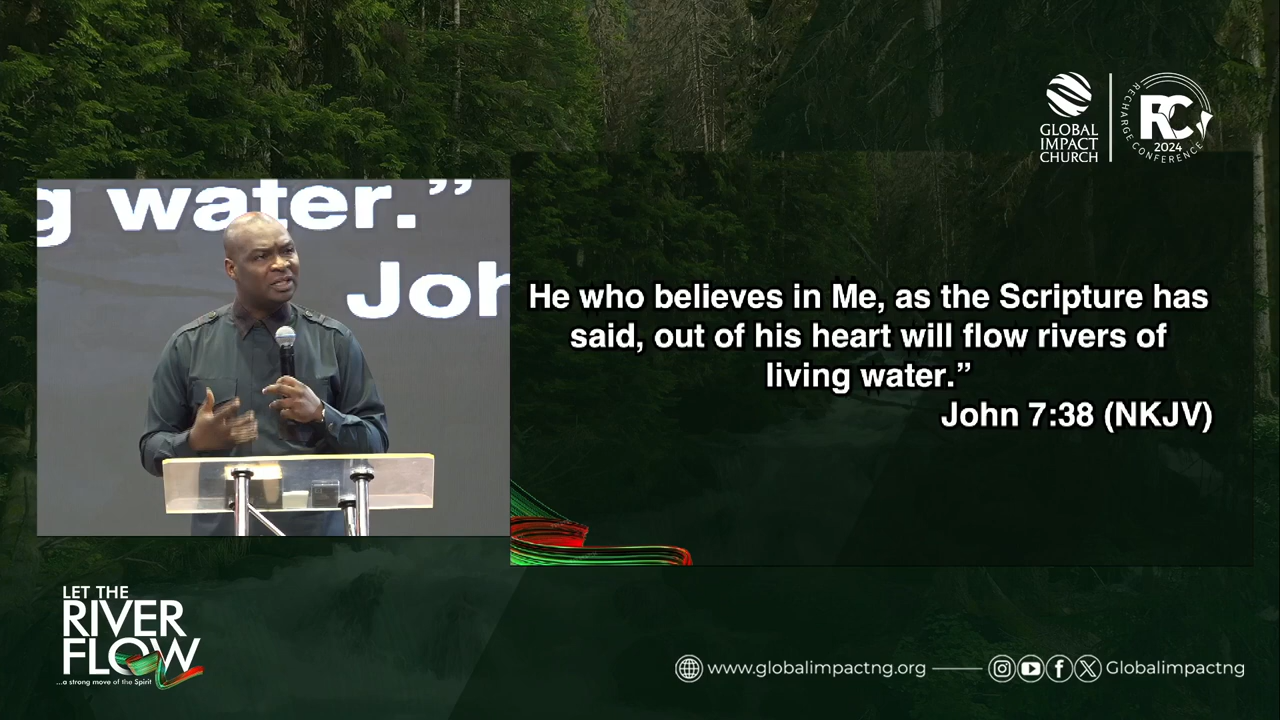 GLOBAL
IMPACT
CHURCH
RECHARGE CONFERENCE
RC
2024
g water.”
Joh
He who believes in Me, as the Scripture has
said, out of his heart will flow rivers of
living water.”
John 7:38 (NKJV)
LET THE
RIVER
FLOW
...a strong move of the Spirit
www.globalimpactng.org
Globalimpactng